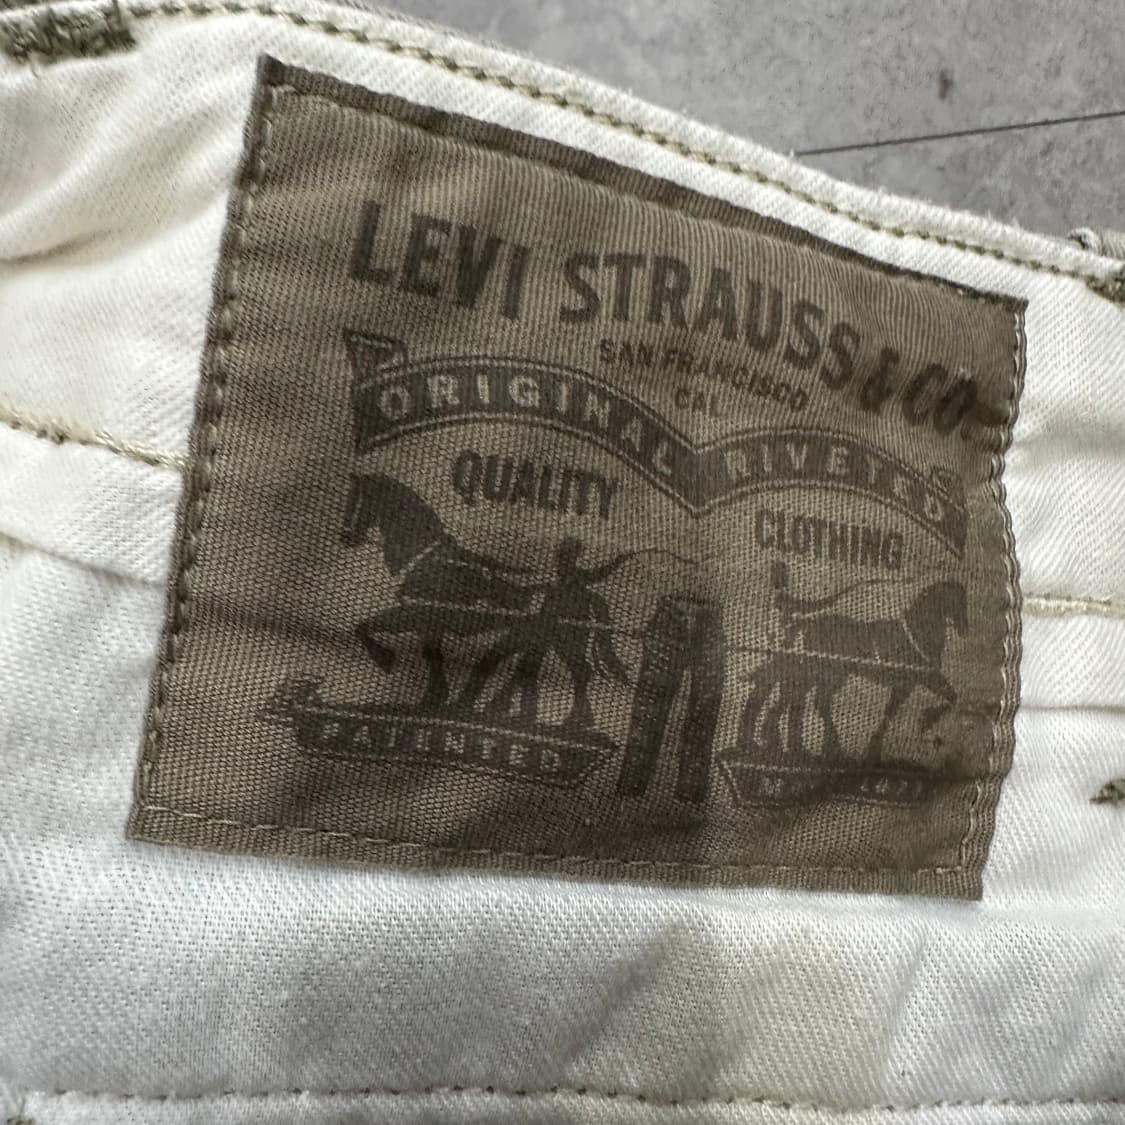 LEVI STRAUSS & CO.
SAN FRANCISCO
CAL
ORIGINAL RIVETED
QUALITY CLOTHING
PATENTED